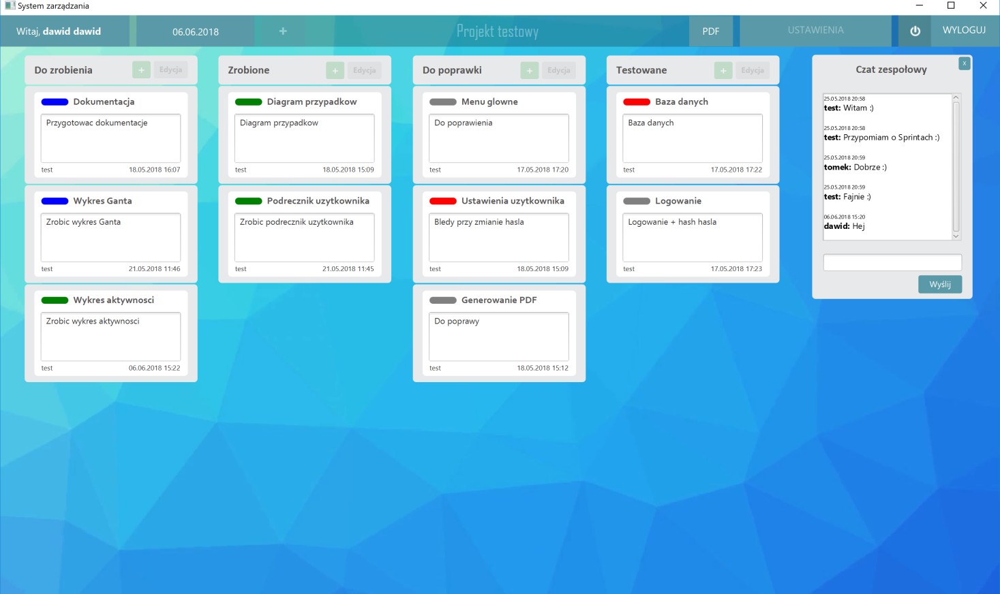 System zarządzania
Witaj, dawid dawid
06.06.2018
+
Projekt testowy
PDF
USTAWIENIA
WYLOGUJ
Do zrobienia
+
Edycja
Dokumentacja
Przygotowac dokumentacje
test
18.05.2018 16:07
Wykres Ganta
Zrobic wykres Ganta
test
21.05.2018 11:46
Wykres aktywnosci
Zrobic wykres aktywnosci
test
06.06.2018 15:22
Zrobione
+
Edycja
Diagram przypadkow
Diagram przypadkow
test
18.05.2018 15:09
Podrecznik uzytkownika
Zrobic podrecznik uzytkownika
test
21.05.2018 11:45
Do poprawki
+
Edycja
Menu glowne
Do poprawienia
test
17.05.2018 17:20
Ustawienia uzytkownika
Bledy przy zmianie hasla
test
18.05.2018 15:09
Generowanie PDF
Do poprawy
test
18.05.2018 15:12
Testowane
+
Edycja
Baza danych
Baza danych
test
17.05.2018 17:22
Logowanie
Logowanie + hash hasla
test
17.05.2018 17:23
Czat zespołowy
x
25.05.2018 20:58
test: Witam :)
25.05.2018 20:58
test: Przypomiam o Sprintach :)
25.05.2018 20:59
tomek: Dobrze :)
25.05.2018 20:59
test: Fajnie :)
06.06.2018 15:20
dawid: Hej
Wyślij